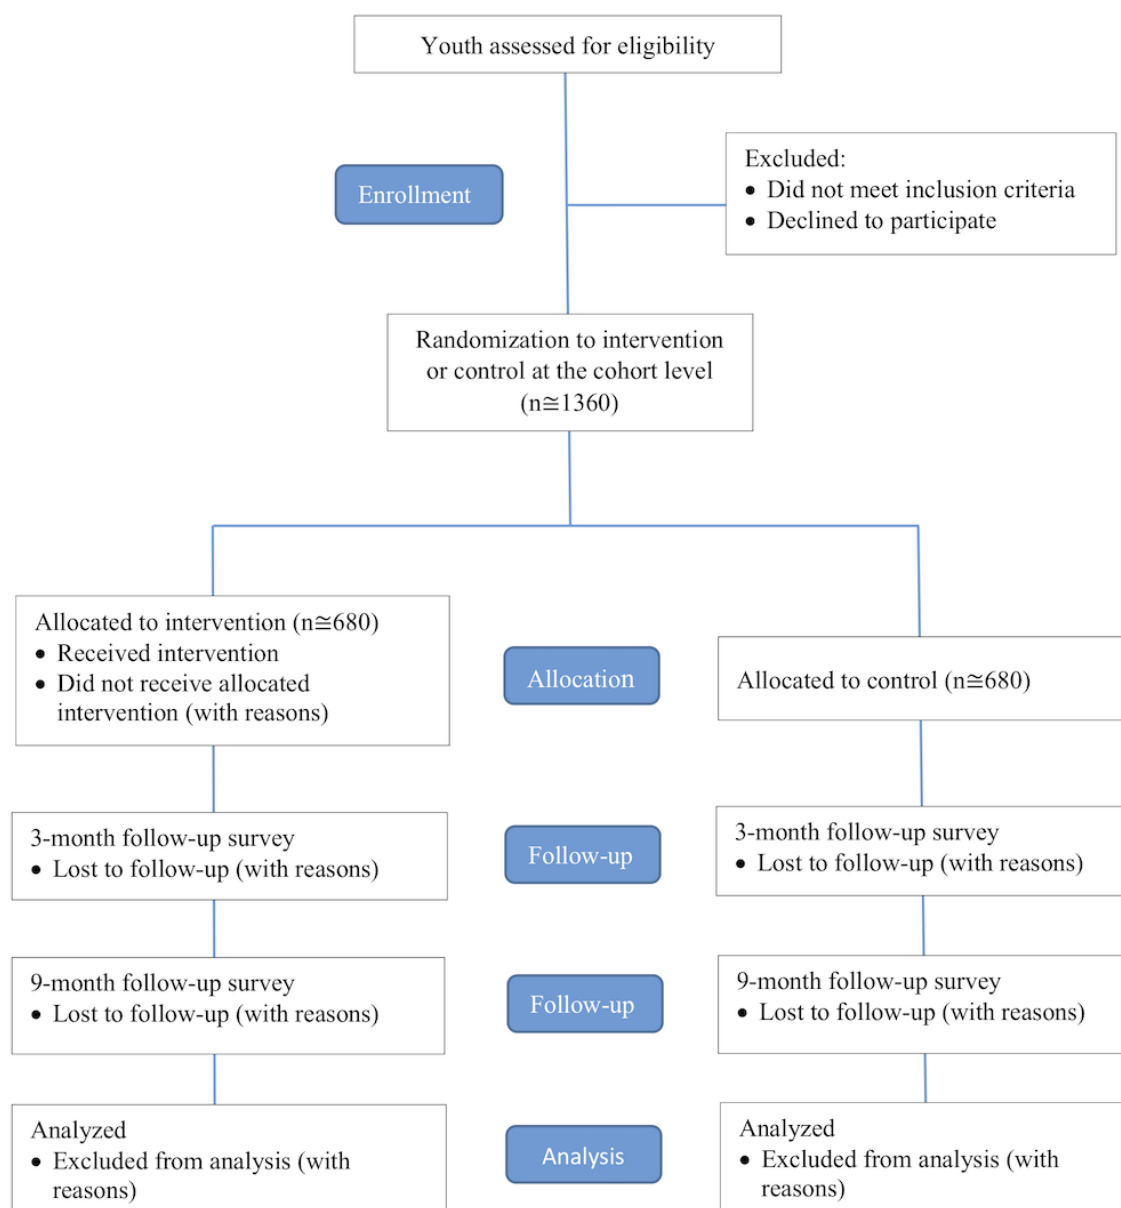 Youth assessed for eligibility
Enrollment
Excluded:
• Did not meet inclusion criteria
• Declined to participate
Randomization to intervention
or control at the cohort level
(n≅1360)
Allocated to intervention (n≅680)
• Received intervention
• Did not receive allocated
intervention (with reasons)
Allocation
Allocated to control (n≅680)
3-month follow-up survey
• Lost to follow-up (with reasons)
Follow-up
3-month follow-up survey
• Lost to follow-up (with reasons)
9-month follow-up survey
• Lost to follow-up (with reasons)
Follow-up
9-month follow-up survey
• Lost to follow-up (with reasons)
Analyzed
• Excluded from analysis (with
reasons)
Analysis
Analyzed
• Excluded from analysis (with
reasons)